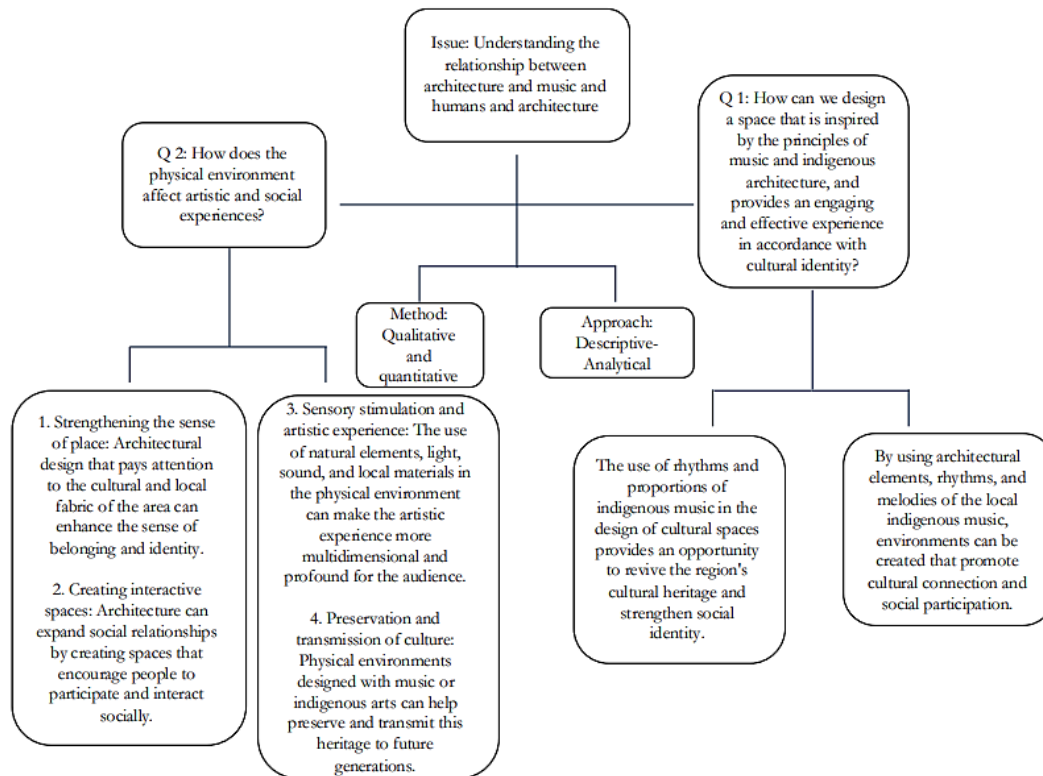 Issue: Understanding the
relationship between
architecture and music and
humans and architecture
Q 1: How can we design
a space that is inspired
by the principles of
music and indigenous
architecture, and
provides an engaging
and effective experience
in accordance with
cultural identity?
Q 2: How does the
physical environment
affect artistic and social
experiences?
Method:
Qualitative
and
quantitative
Approach:
Descriptive-
Analytical
1. Strengthening the sense
of place: Architectural
design that pays attention
to the cultural and local
fabric of the area can
enhance the sense of
belonging and identity.
2. Creating interactive
spaces: Architecture can
expand social relationships
by creating spaces that
encourage people to
participate and interact
socially.
3. Sensory stimulation and
artistic experience: The use
of natural elements, light,
sound, and local materials in
the physical environment
can make the artistic
experience more
multidimensional and
profound for the audience.
4. Preservation and
transmission of culture:
Physical environments
designed with music or
indigenous arts can help
preserve and transmit this
heritage to future
generations.
The use of rhythms and
proportions of
indigenous music in the
design of cultural spaces
provides an opportunity
to revive the region's
cultural heritage and
strengthen social
identity.
By using architectural
elements, rhythms, and
melodies of the local
indigenous music,
environments can be
created that promote
cultural connection and
social participation.